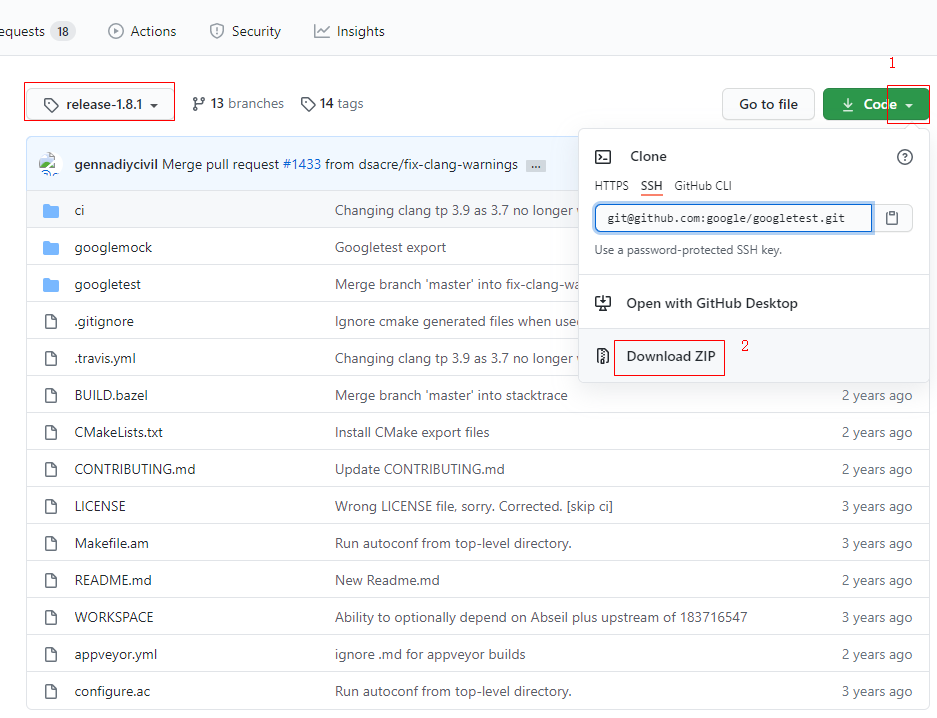 equests 18 Actions Security Insights
1
release-1.8.1 13 branches 14 tags Go to file Code
gennadiycivil Merge pull request #1433 from dsacre/fix-clang-warnings ...
Clone
HTTPS SSH GitHub CLI
git@github.com:google/googletest.git
Use a password-protected SSH key.
Open with GitHub Desktop
Download ZIP 2
ci Changing clang tp 3.9 as 3.7 no longer
googlemock Googletest export
googletest Merge branch 'master' into fix-clang-wa
.gitignore Ignore cmake generated files when use
.travis.yml Changing clang tp 3.9 as 3.7 no longer
BUILD.bazel Merge branch 'master' into stacktrace 2 years ago
CMakeLists.txt Install CMake export files 2 years ago
CONTRIBUTING.md Update CONTRIBUTING.md 2 years ago
LICENSE Wrong LICENSE file, sorry. Corrected. [skip ci] 3 years ago
Makefile.am Run autoconf from top-level directory. 3 years ago
README.md New Readme.md 2 years ago
WORKSPACE Ability to optionally depend on Abseil plus upstream of 183716547 3 years ago
appveyor.yml ignore .md for appveyor builds 2 years ago
configure.ac Run autoconf from top-level directory. 3 years ago